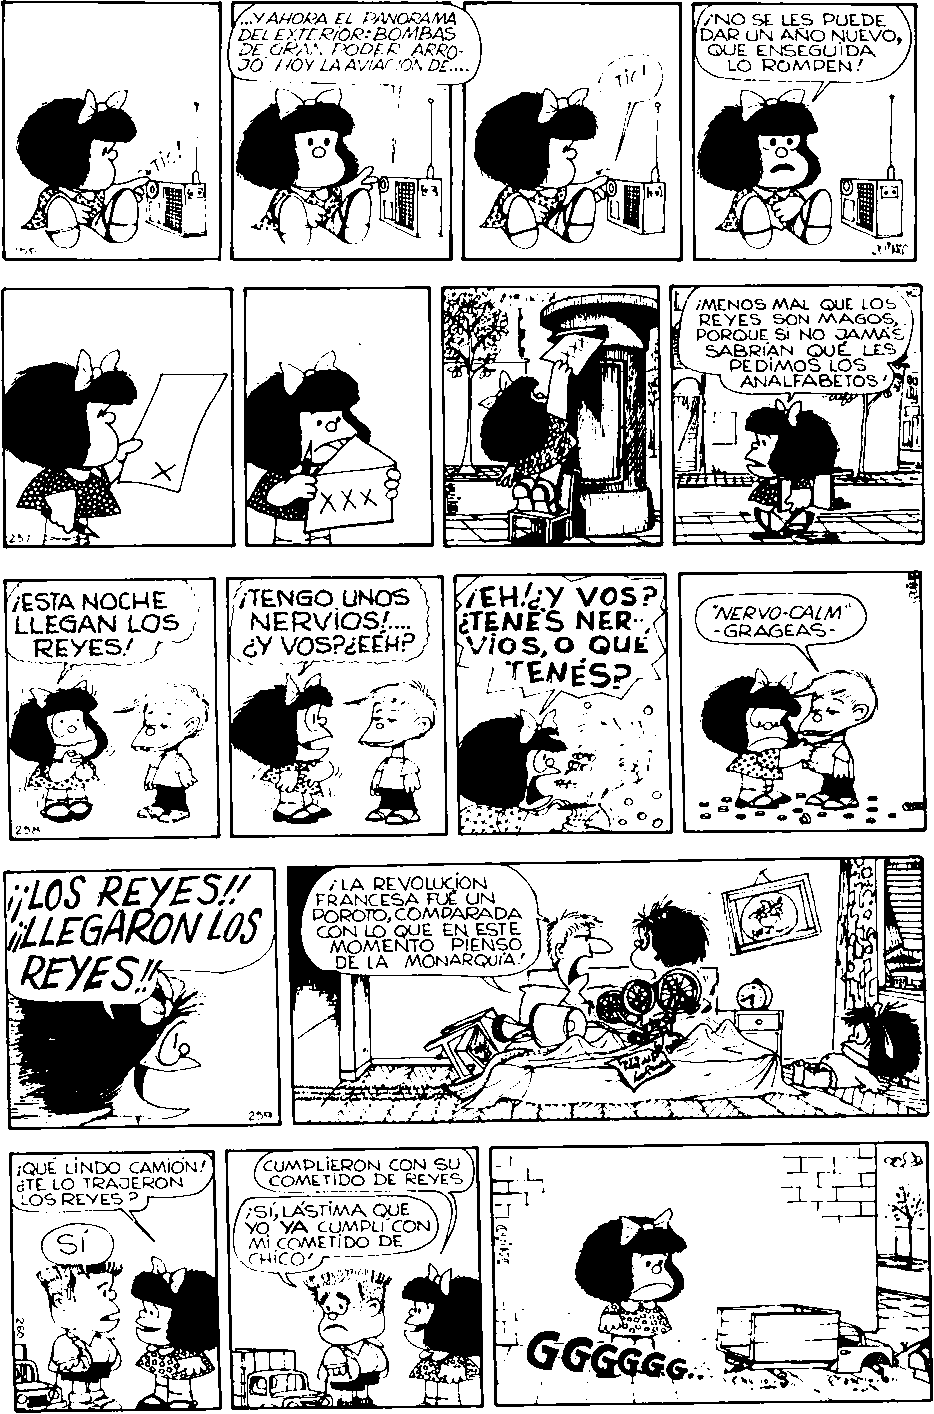 TIC!
...Y AHORA EL PANORAMA
DEL EXTERIOR: BOMBAS
DE GRAN PODER ARRO-
JÓ HOY LA AVIACIÓN DE....
TIC!
¡NO SE LES PUEDE
DAR UN AÑO NUEVO,
QUE ENSEGUIDA
LO ROMPEN!
X
257
XXX
¡MENOS MAL QUE LOS
REYES SON MAGOS,
PORQUE SI NO JAMÁS
SABRÍAN QUÉ LES
PEDIMOS LOS
ANALFABETOS!
¡ESTA NOCHE
LLEGAN LOS
REYES!
258
¡TENGO UNOS
NERVIOS!....
¿Y VOS?¿EEH?
¡EH!¿Y VOS?
¿TENÉS NER-
VIOS, O QUÉ
TENÉS?
"NERVO-CALM"
-GRAGEAS-
¡¡LOS REYES!!
¡¡LLEGARON LOS
REYES!!
259
¡LA REVOLUCIÓN
FRANCESA FUÉ UN
POROTO, COMPARADA
CON LO QUE EN ESTE
MOMENTO PIENSO
DE LA MONARQUÍA!
¡QUÉ LINDO CAMIÓN!
¿TE LO TRAJERON
LOS REYES?
SÍ
260
CUMPLIERON CON SU
COMETIDO DE REYES
¡SÍ, LÁSTIMA QUE
YO YA CUMPLÍ CON
MI COMETIDO DE
CHICO!
GGGGGG..